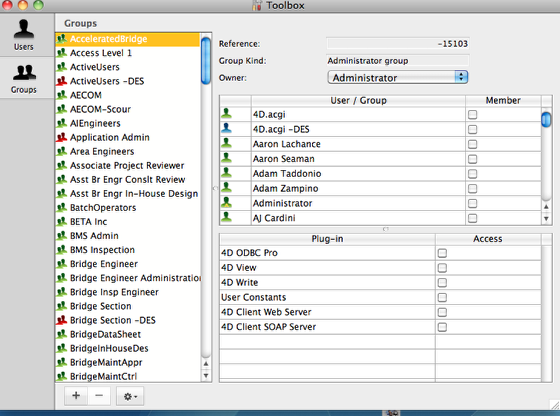 Toolbox
Users
Groups
Groups
AcceleratedBridge
Access Level 1
ActiveUsers
ActiveUsers -DES
AECOM
AECOM-Scour
AIEngineers
Application Admin
Area Engineers
Associate Project Reviewer
Asst Br Engr Conslt Review
Asst Br Engr In-House Design
BatchOperators
BETA Inc
BMS Admin
BMS Inspection
Bridge Engineer
Bridge Engineer Administration
Bridge Insp Engineer
Bridge Section
Bridge Section -DES
BridgeDataSheet
BridgeInHouseDes
BridgeMaintAppr
BridgeMaintCtrl
Reference: -15103
Group Kind: Administrator group
Owner: Administrator
User / Group Member
4D.acgi
4D.acgi -DES
Aaron Lachance
Aaron Seaman
Adam Taddonio
Adam Zampino
Administrator
AJ Cardini
Plug-in Access
4D ODBC Pro
4D View
4D Write
User Constants
4D Client Web Server
4D Client SOAP Server